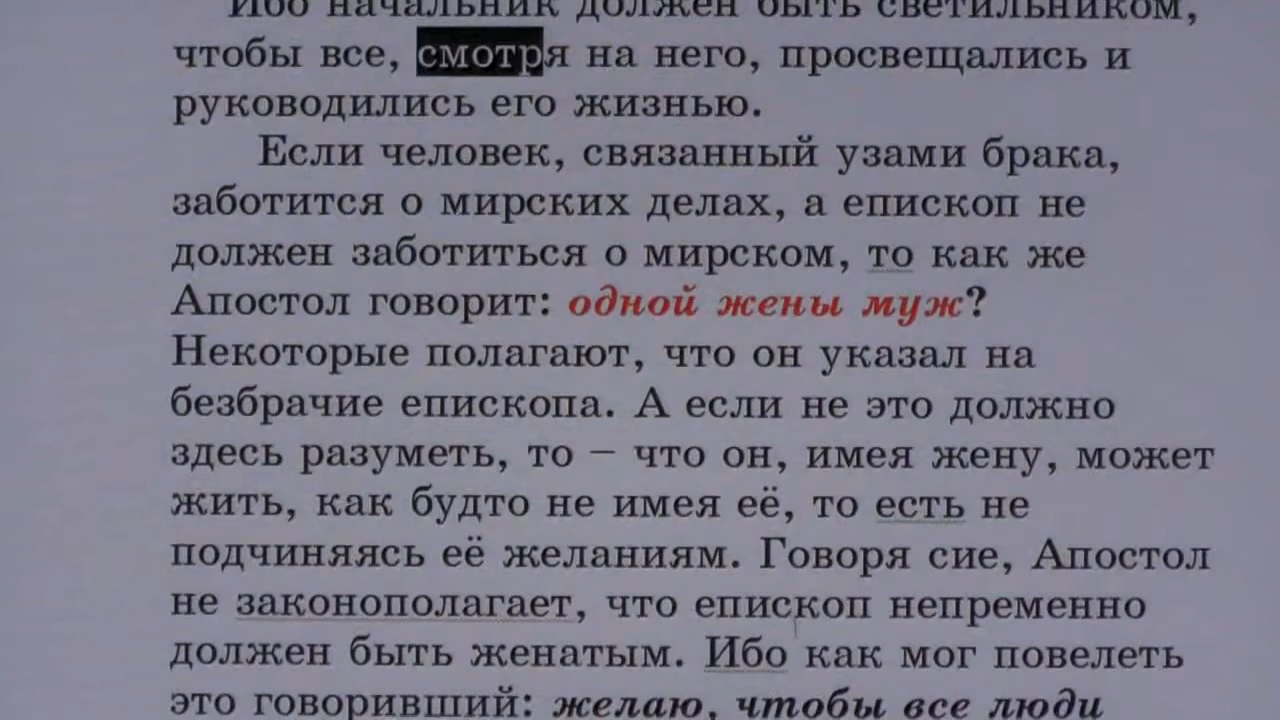 Ибо начальник должен быть светильником,
чтобы все, смотря на него, просвещались и
руководились его жизнью.
Если человек, связанный узами брака,
заботится о мирских делах, а епископ не
должен заботиться о мирском, то как же
Апостол говорит: одной жены муж?
Некоторые полагают, что он указал на
безбрачие епископа. А если не это должно
здесь разуметь, то – что он, имея жену, может
жить, как будто не имея её, то есть не
подчиняясь её желаниям. Говоря сие, Апостол
не законополагает, что епископ непременно
должен быть женатым. Ибо как мог повелеть
это говоривший: желаю, чтобы все люди